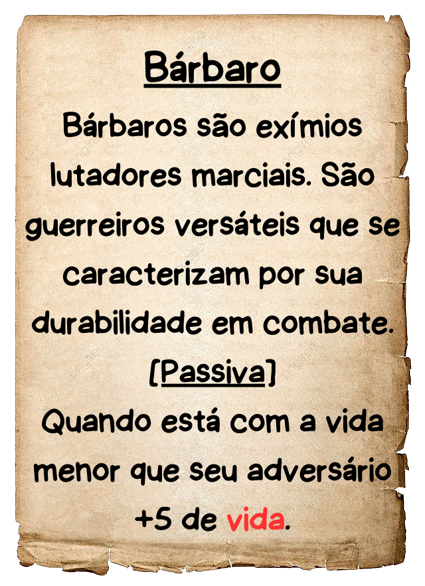 Bárbaro
Bárbaros são exímios
lutadores marciais. São
guerreiros versáteis que se
caracterizam por sua
durabilidade em combate.
[Passiva]
Quando está com a vida
menor que seu adversário
+5 de vida.